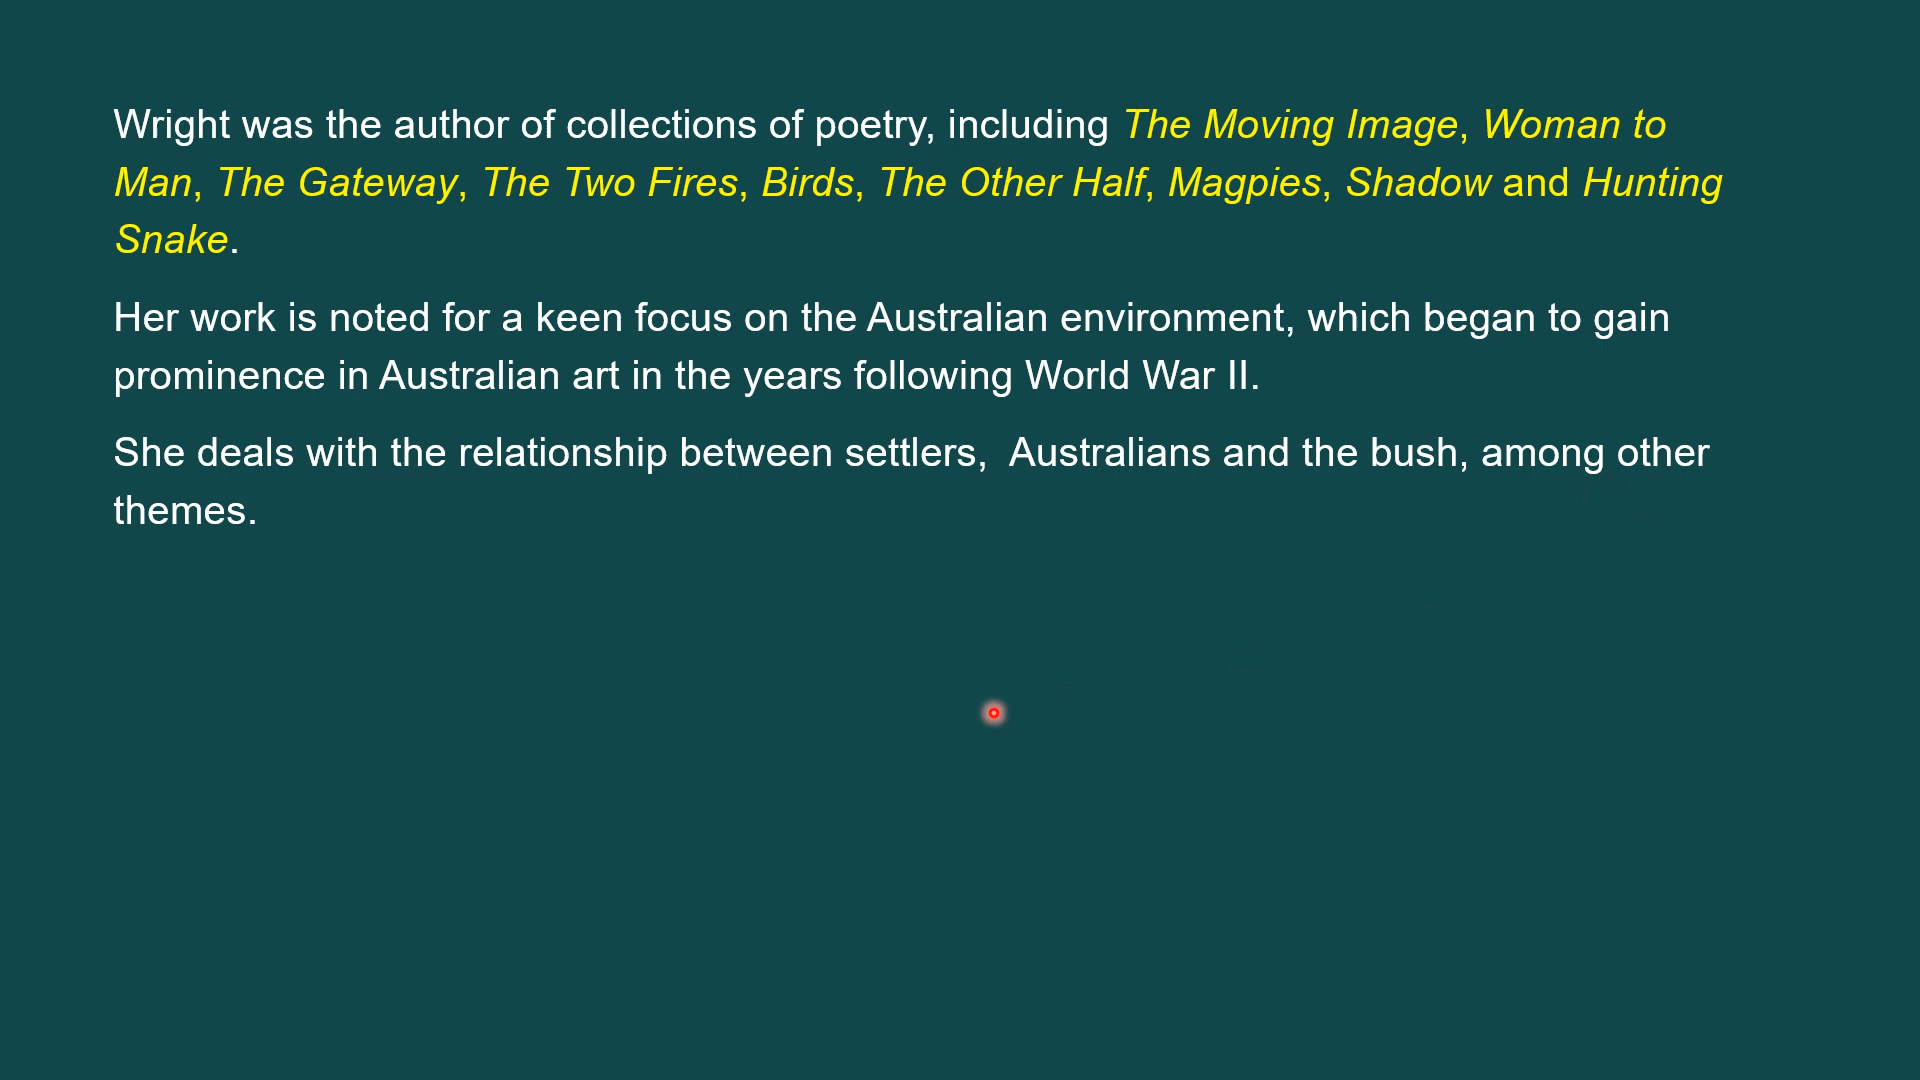 Wright was the author of collections of poetry, including The Moving Image, Woman to
Man, The Gateway, The Two Fires, Birds, The Other Half, Magpies, Shadow and Hunting
Snake.
Her work is noted for a keen focus on the Australian environment, which began to gain
prominence in Australian art in the years following World War II.
She deals with the relationship between settlers,  Australians and the bush, among other
themes.